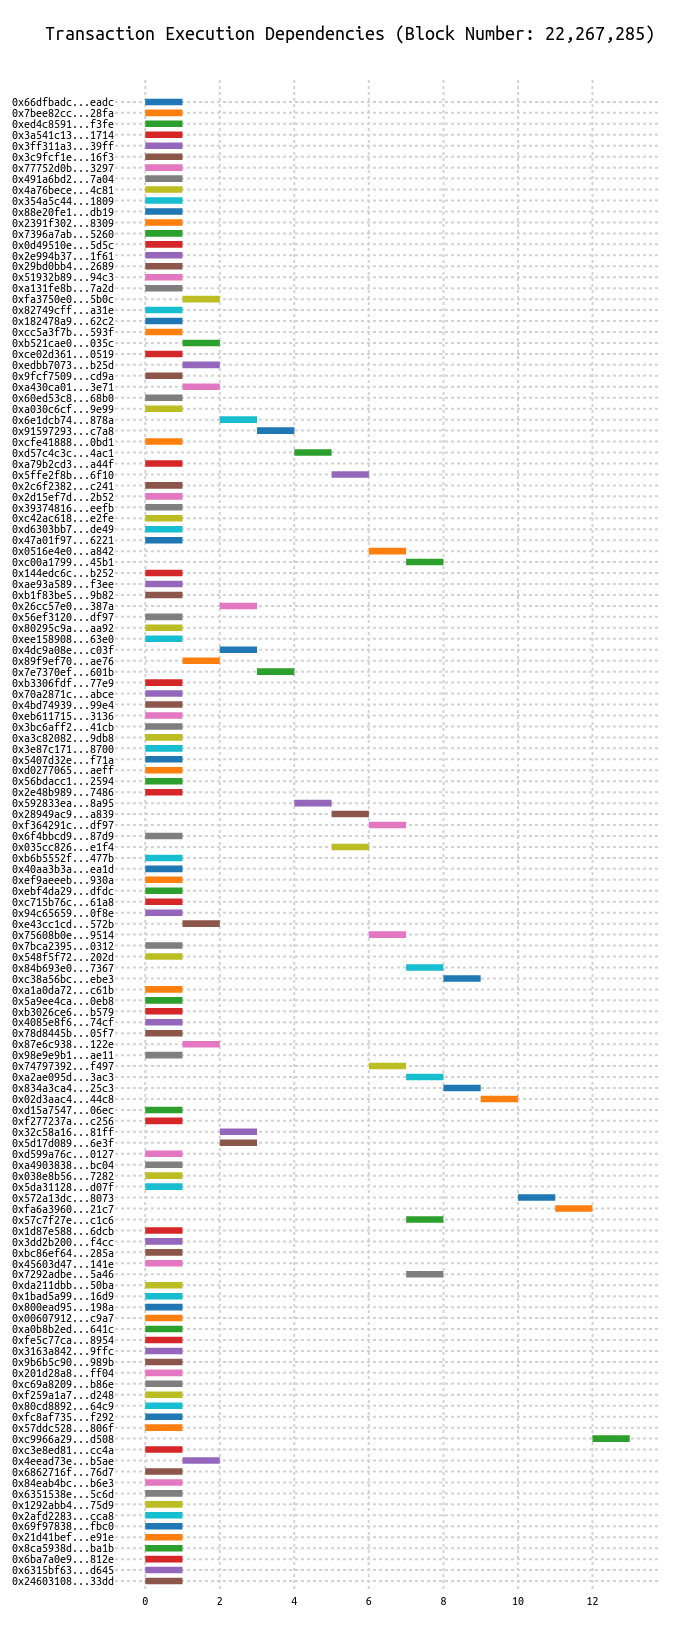 Transaction Execution Dependencies (Block Number: 22,267,285)
0x66dfbadc...eadc
0x7bee82cc...28fa
0xed4c8591...f3fe
0x3a541c13...1714
0x3ff311a3...39ff
0x3c9fcf1e...16f3
0x77752d0b...3297
0x491a6bd2...7a04
0x4a76bece...4c81
0x354a5c44...1809
0x88e20fe1...db19
0x2391f302...8309
0x7396a7ab...5260
0x0d49510e...5d5c
0x2e994b37...1f61
0x29bd0bb4...2689
0x51932b89...94c3
0xa131fe8b...7a2d
0xfa3750e0...5b0c
0x82749cff...a31e
0x182478a9...62c2
0xcc5a3f7b...593f
0xb521cae0...035c
0xce02d361...0519
0xedbb7073...b25d
0x9fcf7509...cd9a
0xa430ca01...3e71
0x60ed53c8...68b0
0xa030c6cf...9e99
0x6e1dcb74...878a
0x91597293...c7a8
0xcfe41888...0bd1
0xd57c4c3c...4ac1
0xa79b2cd3...a44f
0x5ffe2f8b...6f10
0x2c6f2382...c241
0x2d15ef7d...2b52
0x39374816...eefb
0xc42ac618...e2fe
0xd6303bb7...de49
0x47a01f97...6221
0x0516e4e0...a842
0xc00a1799...45b1
0x144edc6c...b252
0xae93a589...f3ee
0xb1f83be5...9b82
0x26cc57e0...387a
0x56ef3120...df97
0x80295c9a...aa92
0xee158908...63e0
0x4dc9a08e...c03f
0x89f9ef70...ae76
0x7e7370ef...601b
0xb3306fdf...77e9
0x70a2871c...abce
0x4bd74939...99e4
0xeb611715...3136
0x3bc6aff2...41cb
0xa3c82082...9db8
0x3e87c171...8700
0x5407d32e...f71a
0xd0277065...aeff
0x56bdacc1...2594
0x2e48b989...7486
0x592833ea...8a95
0x28949ac9...a839
0xf364291c...df97
0x6f4bbcd9...87d9
0x035cc826...e1f4
0xb6b5552f...477b
0x40aa3b3a...ea1d
0xef9aeeeb...930a
0xebf4da29...dfdc
0xc715b76c...61a8
0x94c65659...0f8e
0xe43cc1cd...572b
0x75608b0e...9514
0x7bca2395...0312
0x548f5f72...202d
0x84b693e0...7367
0xc38a56bc...ebe3
0xa1a0da72...c61b
0x5a9ee4ca...0eb8
0xb3026ce6...b579
0x4085e8f6...74cf
0x78d8445b...05f7
0x87e6c938...122e
0x98e9e9b1...ae11
0x74797392...f497
0xa2ae095d...3ac3
0x834a3ca4...25c3
0x02d3aac4...44c8
0xd15a7547...06ec
0xf277237a...c256
0x32c58a16...81ff
0x5d17d089...6e3f
0xd599a76c...0127
0xa4903838...bc04
0x038e8b56...7282
0x5da31128...d07f
0x572a13dc...8073
0xfa6a3960...21c7
0x57c7f27e...c1c6
0x1d87e588...6dcb
0x3dd2b200...f4cc
0xbc86ef64...285a
0x45603d47...141e
0x7292adbe...5a46
0xda211dbb...50ba
0x1bad5a99...16d9
0x800ead95...198a
0x00607912...c9a7
0xa0b8b2ed...641c
0xfe5c77ca...8954
0x3163a842...9ffc
0x9b6b5c90...989b
0x201d28a8...ff04
0xc69a8209...b86e
0xf259a1a7...d248
0x80cd8892...64c9
0xfc8af735...f292
0x57ddc528...806f
0xc9966a29...d508
0xc3e8ed81...cc4a
0x4eead73e...b5ae
0x6862716f...76d7
0x84eab4bc...b6e3
0x6351538e...5c6d
0x1292abb4...75d9
0x2afd2283...cca8
0x69f97838...fbc0
0x21d41bef...e91e
0x8ca5938d...ba1b
0x6ba7a0e9...812e
0x6315bf63...d645
0x24603108...33dd
0 2 4 6 8 10 12